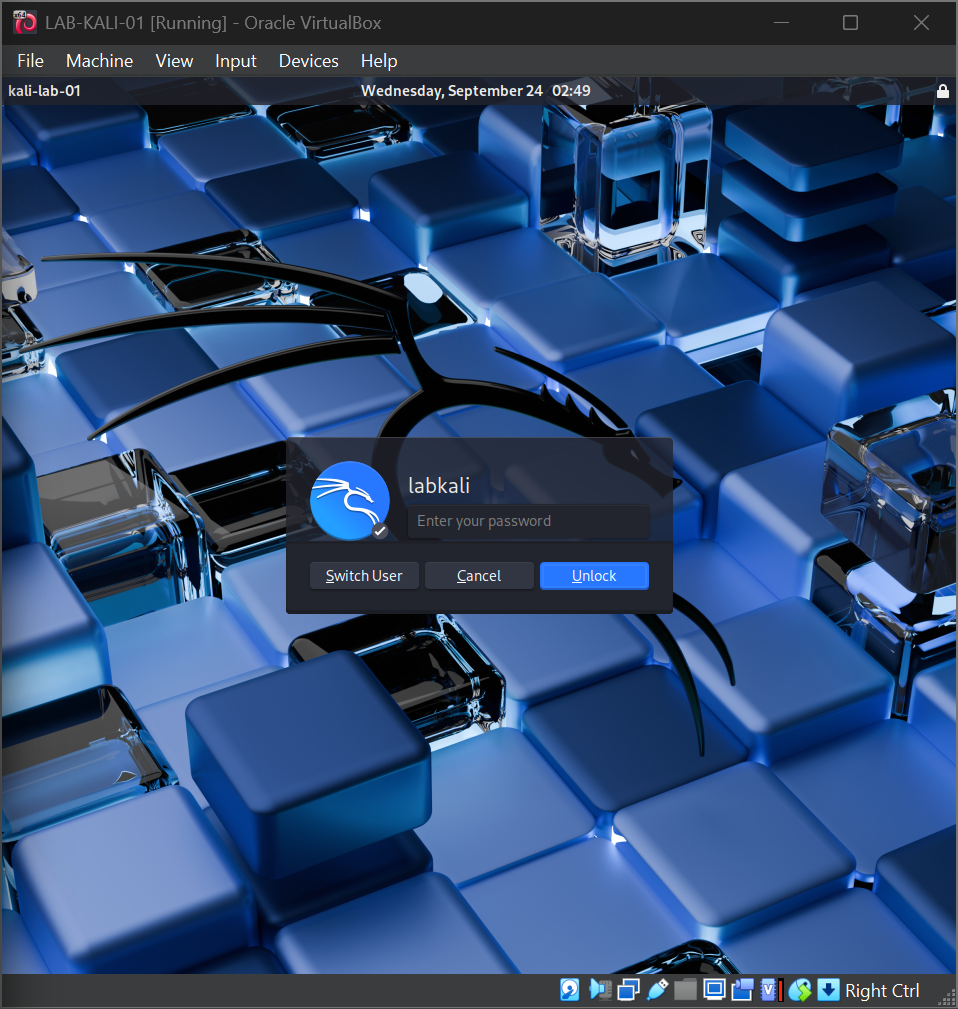 LAB-KALI-01 [Running] - Oracle VirtualBox
File Machine View Input Devices Help
kali-lab-01 Wednesday, September 24 02:49
labkali
Enter your password
Switch User Cancel Unlock
Right Ctrl